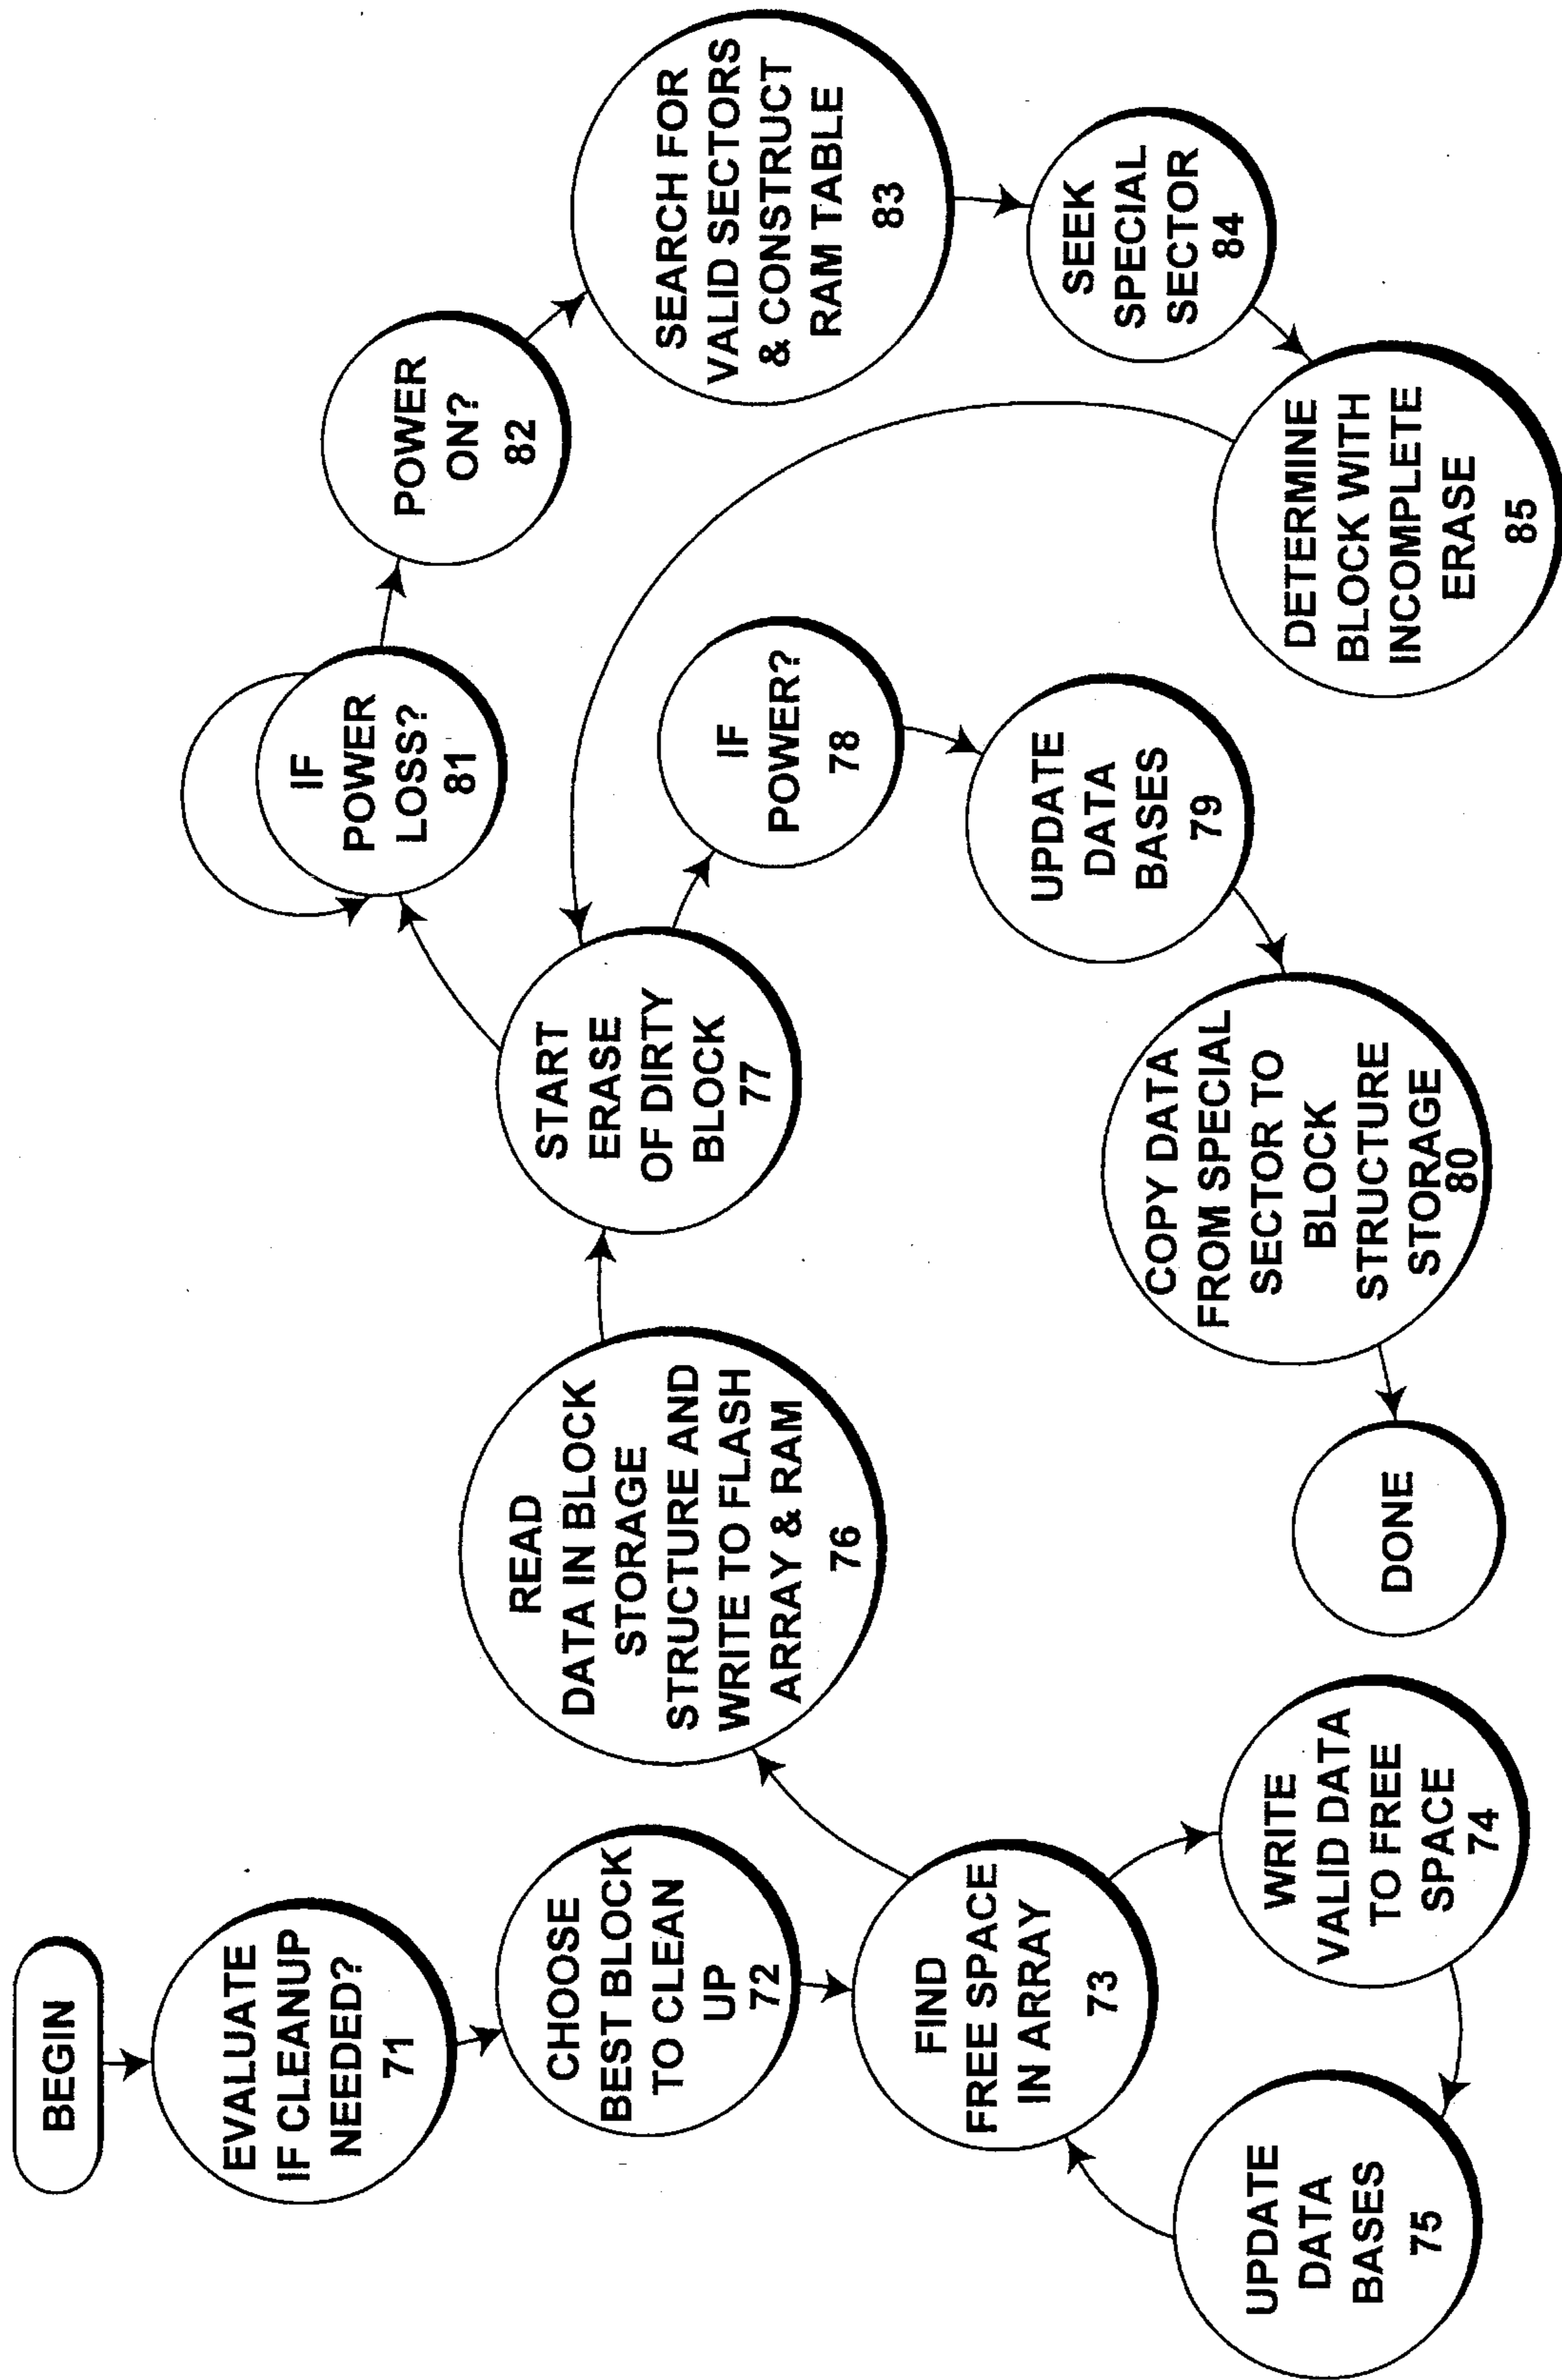 BEGIN
EVALUATE
IF CLEANUP
NEEDED?
71
CHOOSE
BEST BLOCK
TO CLEAN
UP
72
FIND
FREE SPACE
IN ARRAY
73
WRITE
VALID DATA
TO FREE
SPACE
74
UPDATE
DATA
BASES
75
READ
DATA IN BLOCK
STORAGE
STRUCTURE AND
WRITE TO FLASH
ARRAY & RAM
76
START
ERASE
OF DIRTY
BLOCK
77
IF
POWER?
78
UPDATE
DATA
BASES
79
COPY DATA
FROM SPECIAL
SECTOR TO
BLOCK
STRUCTURE
STORAGE
80
DONE
IF
POWER
LOSS?
81
POWER
ON?
82
SEARCH FOR
VALID SECTORS
& CONSTRUCT
RAM TABLE
83
SEEK
SPECIAL
SECTOR
84
DETERMINE
BLOCK WITH
INCOMPLETE
ERASE
85